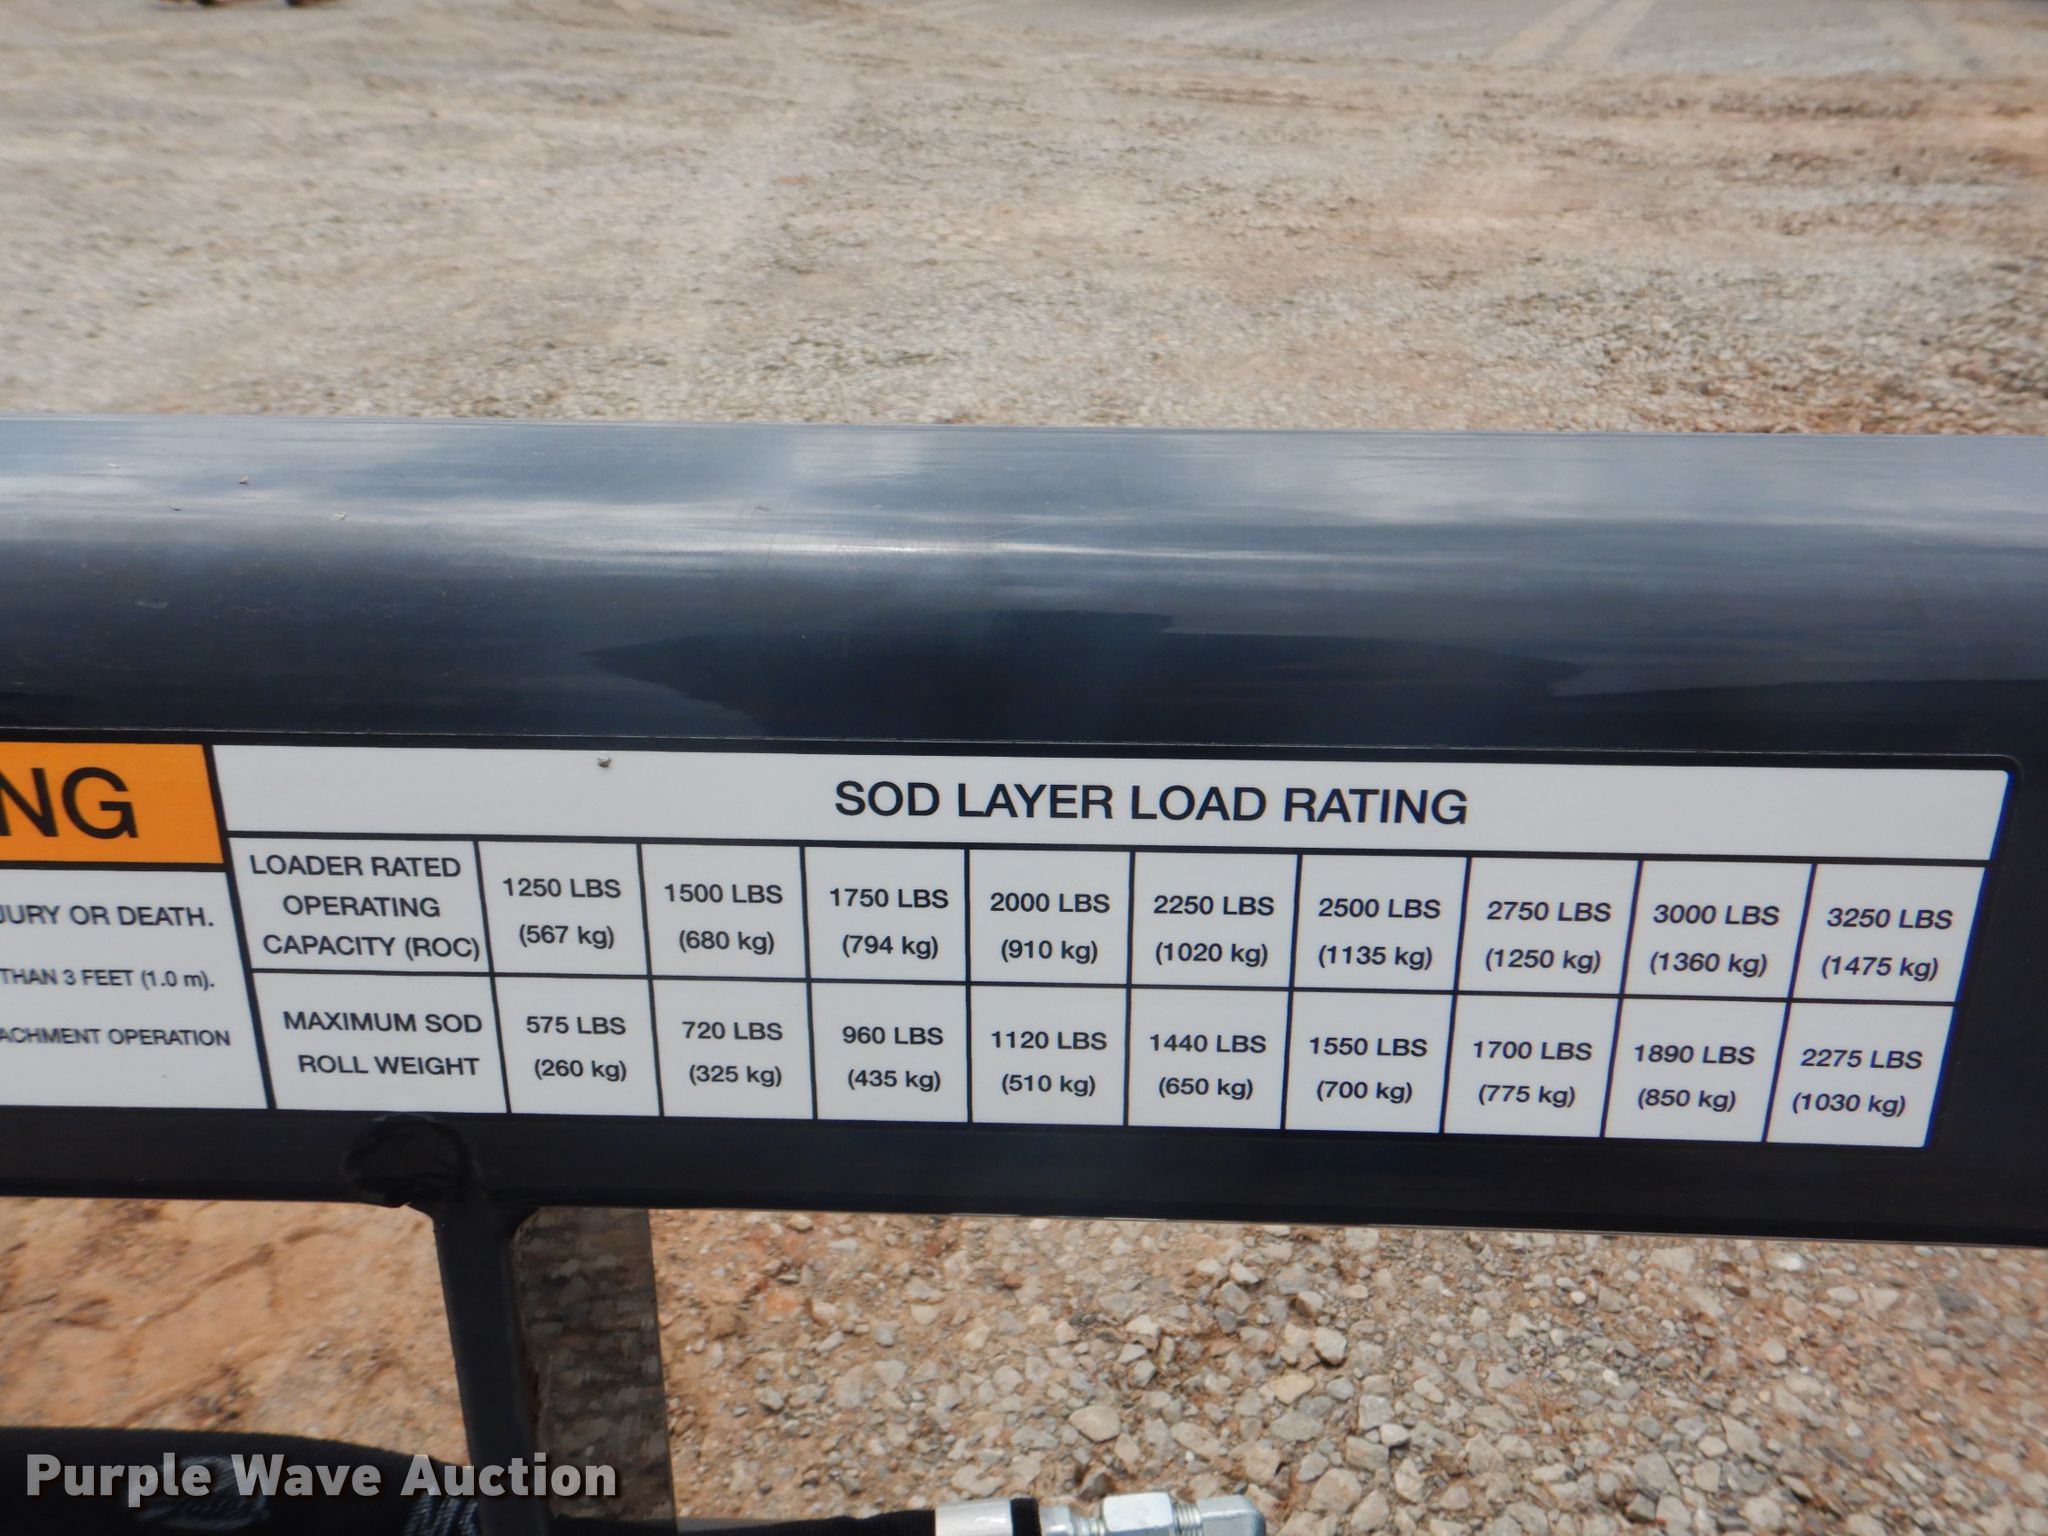 NG
JURY OR DEATH.
THAN 3 FEET (1.0 m).
ACHMENT OPERATION
SOD LAYER LOAD RATING
LOADER RATED OPERATING CAPACITY (ROC) 1250 LBS (567 kg) 1500 LBS (680 kg) 1750 LBS (794 kg) 2000 LBS (910 kg) 2250 LBS (1020 kg) 2500 LBS (1135 kg) 2750 LBS (1250 kg) 3000 LBS (1360 kg) 3250 LBS (1475 kg)
MAXIMUM SOD ROLL WEIGHT 575 LBS (260 kg) 720 LBS (325 kg) 960 LBS (435 kg) 1120 LBS (510 kg) 1440 LBS (650 kg) 1550 LBS (700 kg) 1700 LBS (775 kg) 1890 LBS (850 kg) 2275 LBS (1030 kg)
Purple Wave Auction